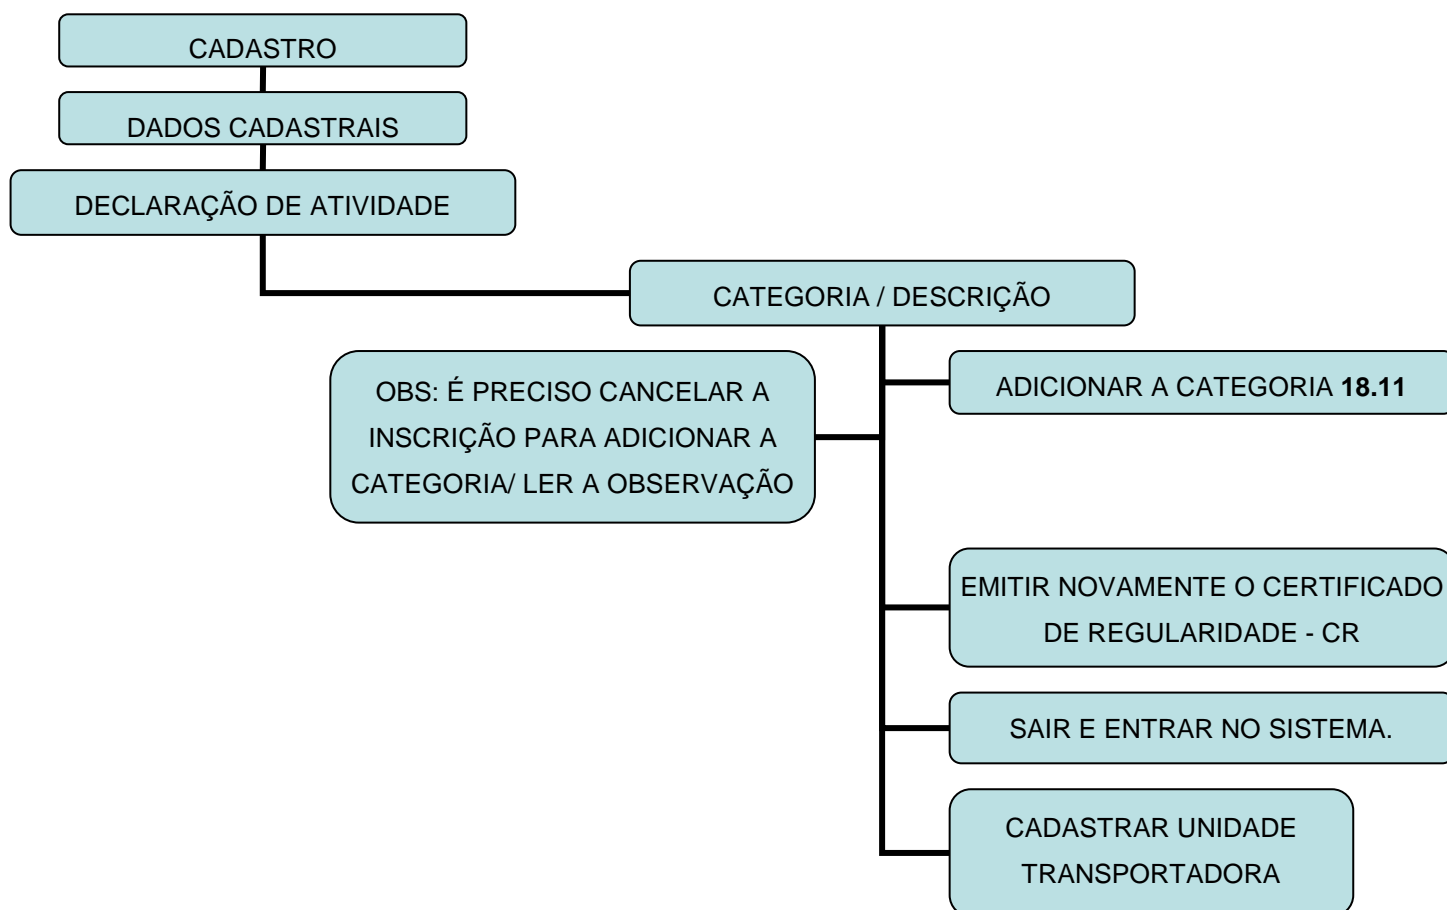 CADASTRO
DADOS CADASTRAIS
DECLARAÇÃO DE ATIVIDADE
CATEGORIA / DESCRIÇÃO
OBS: É PRECISO CANCELAR A
INSCRIÇÃO PARA ADICIONAR A
CATEGORIA/ LER A OBSERVAÇÃO
ADICIONAR A CATEGORIA 18.11
EMITIR NOVAMENTE O CERTIFICADO
DE REGULARIDADE - CR
SAIR E ENTRAR NO SISTEMA.
CADASTRAR UNIDADE
TRANSPORTADORA